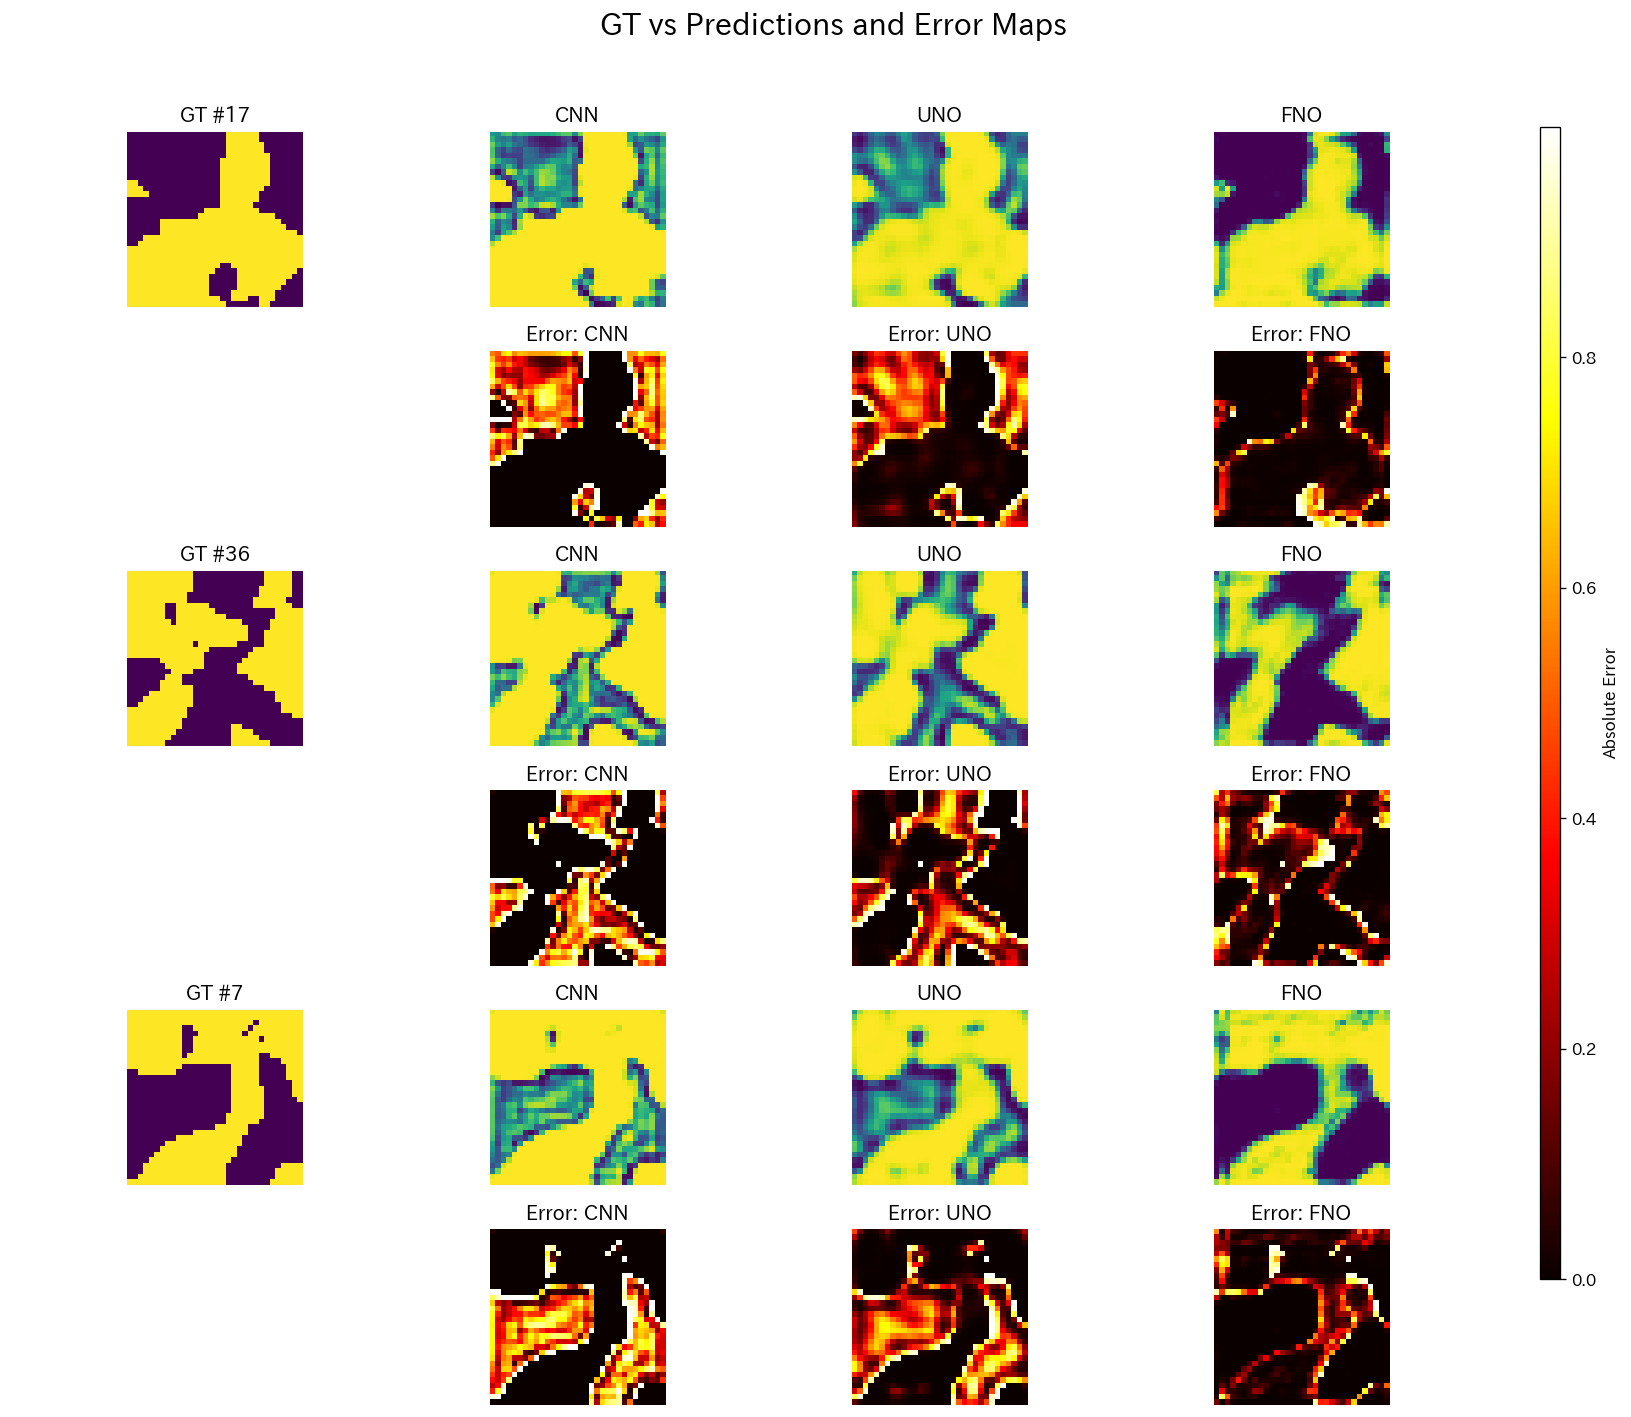 GT vs Predictions and Error Maps
GT #17
CNN
UNO
FNO
Error: CNN
Error: UNO
Error: FNO
GT #36
CNN
UNO
FNO
Error: CNN
Error: UNO
Error: FNO
GT #7
CNN
UNO
FNO
Error: CNN
Error: UNO
Error: FNO
0.8
0.6
0.4
0.2
0.0
Absolute Error